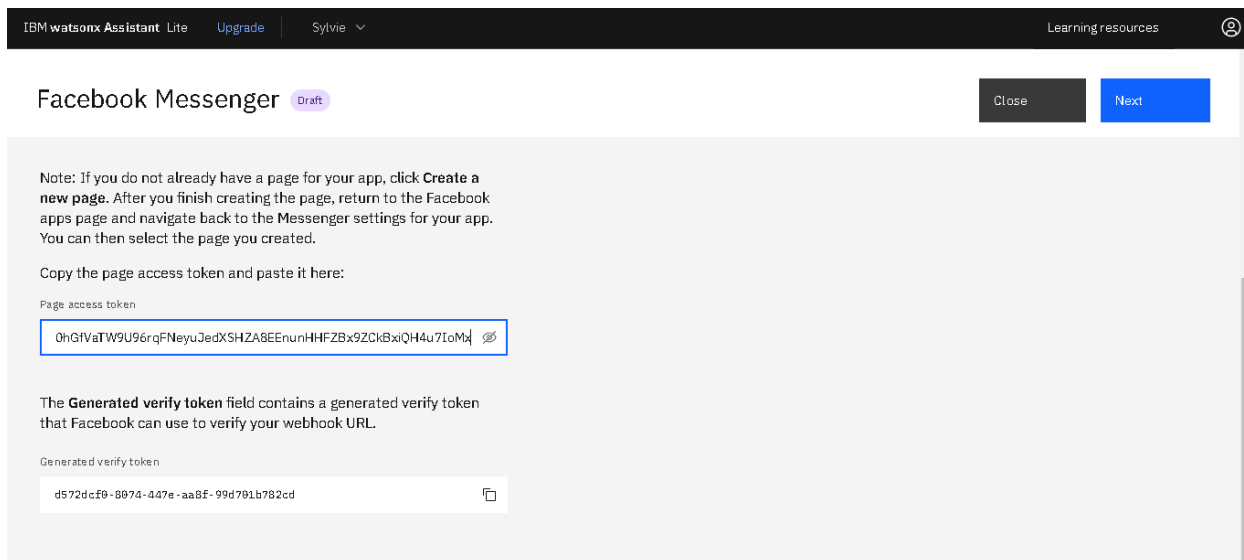 IBM watsonx Assistant Lite Upgrade Sylvie Learning resources
Facebook Messenger Draft Close Next
Note: If you do not already have a page for your app, click Create a
new page. After you finish creating the page, return to the Facebook
apps page and navigate back to the Messenger settings for your app.
You can then select the page you created.
Copy the page access token and paste it here:
Page access token
0hGfVaTW9U96rqFNeyuJedXSHZA8EEnunHHFZBx9ZCkBxiQH4u7IoMx
The Generated verify token field contains a generated verify token
that Facebook can use to verify your webhook URL.
Generated verify token
d572dcf0-8074-447e-aa8f-99d701b782cd